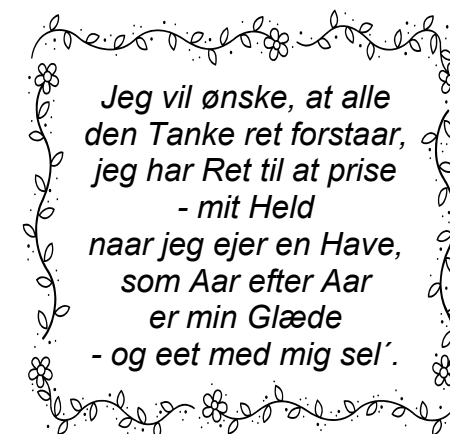 Jeg vil ønske, at alle
den Tanke ret forstaar,
jeg har Ret til at prise
- mit Held
naar jeg ejer en Have,
som Aar efter Aar
er min Glæde
- og eet med mig sel´.